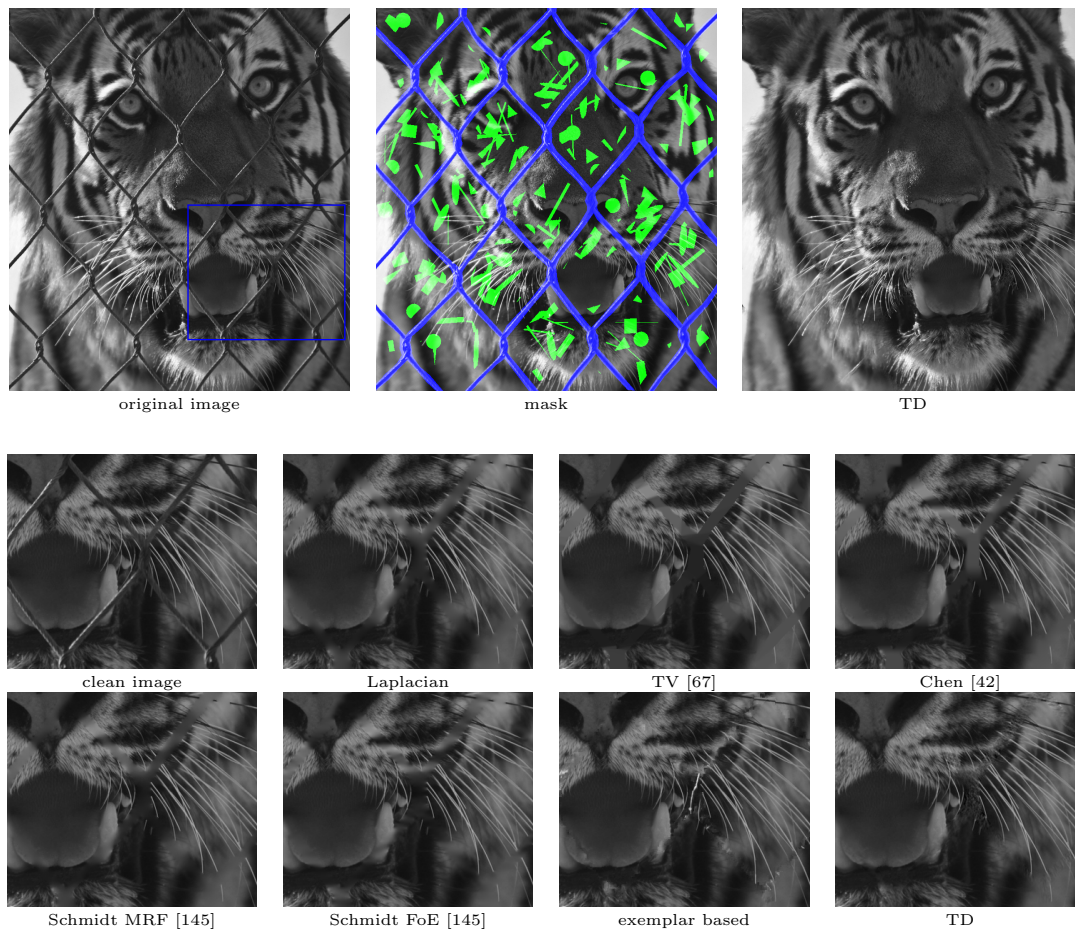 original image
mask
TD
clean image
Laplacian
TV [67]
Chen [42]
Schmidt MRF [145]
Schmidt FoE [145]
exemplar based
TD